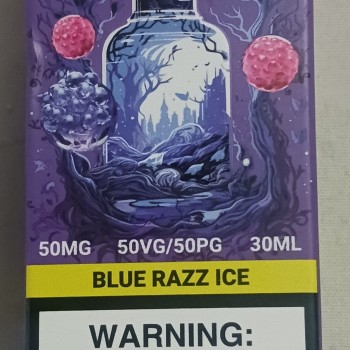 50MG 50VG/50PG 30ML
BLUE RAZZ ICE
WARNING: